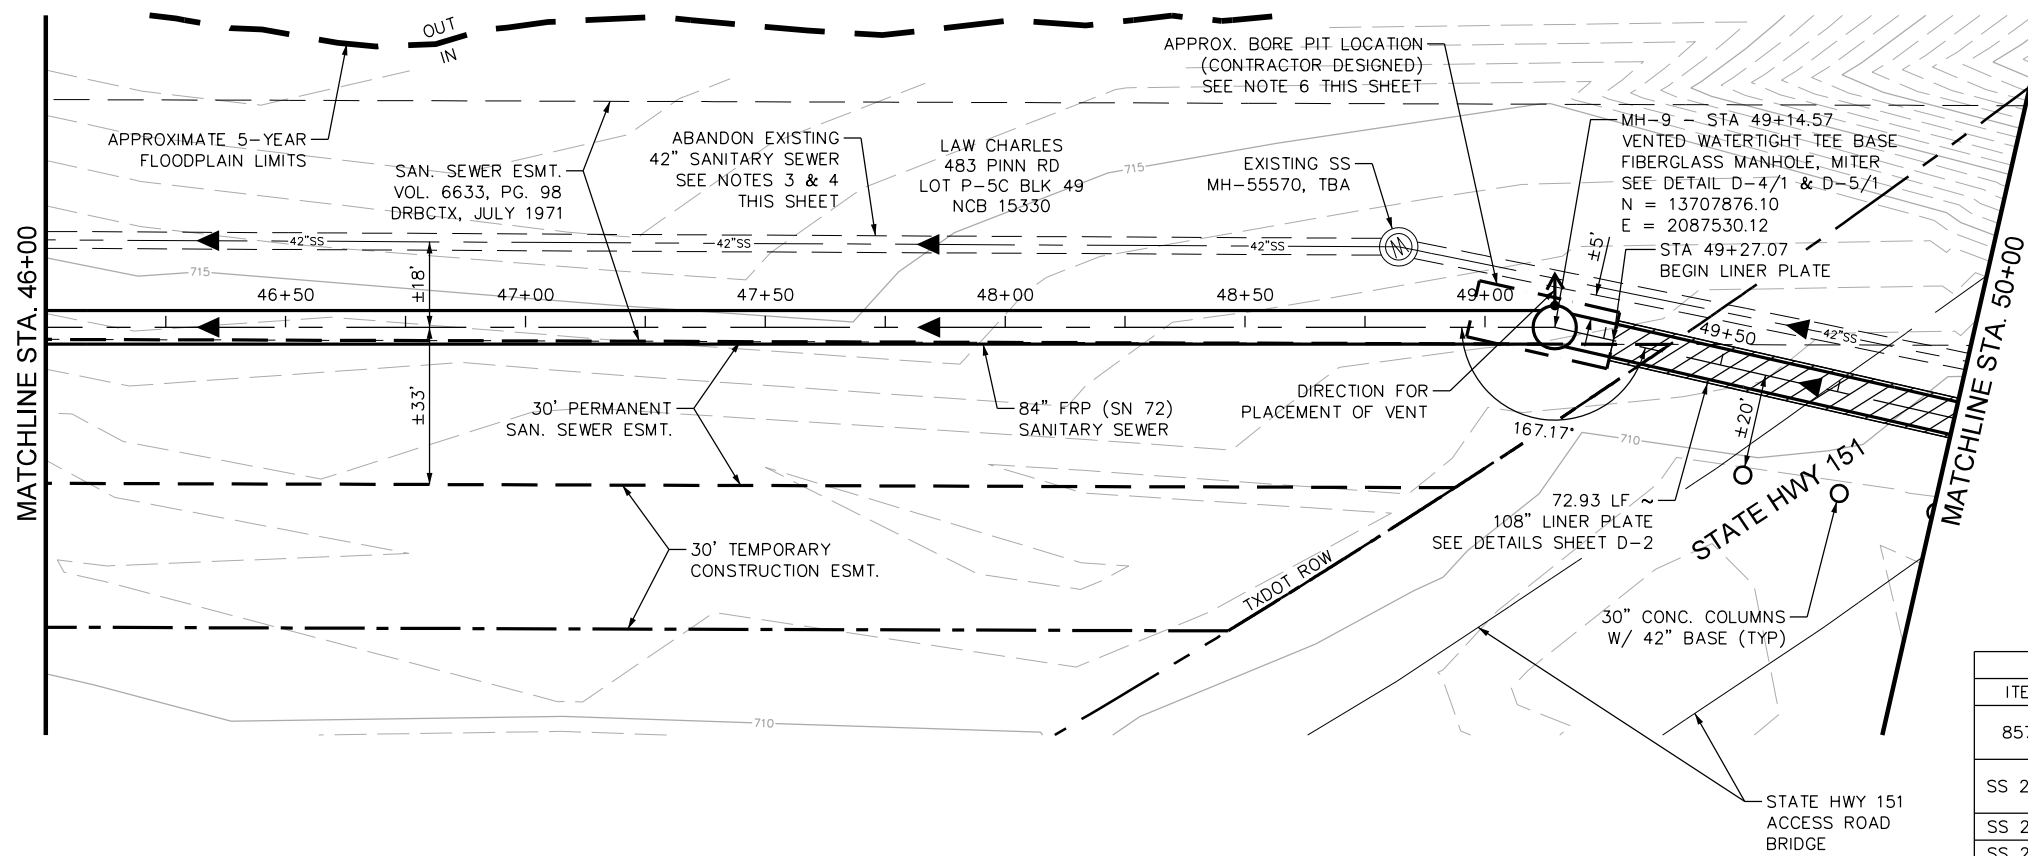 OUT
IN
APPROX. BORE PIT LOCATION
(CONTRACTOR DESIGNED)
SEE NOTE 6 THIS SHEET
APPROXIMATE 5-YEAR
FLOODPLAIN LIMITS
SAN. SEWER ESMT.
VOL. 6633, PG. 98
DRBCTX, JULY 1971
ABANDON EXISTING
42" SANITARY SEWER
SEE NOTES 3 & 4
THIS SHEET
LAW CHARLES
483 PINN RD
LOT P-5C BLK 49
NCB 15330
715
EXISTING SS
MH-55570, TBA
MH-9 - STA 49+14.57
VENTED WATERTIGHT TEE BASE
FIBERGLASS MANHOLE, MITER
SEE DETAIL D-4/1 & D-5/1
N = 13707876.10
E = 2087530.12
STA 49+27.07
BEGIN LINER PLATE
±5'
MATCHLINE STA. 46+00
42"SS
42"SS
42"SS
715
±18'
46+50
47+00
47+50
48+00
48+50
49+00
49+50
42"SS
MATCHLINE STA. 50+00
±33'
30' PERMANENT
SAN. SEWER ESMT.
84" FRP (SN 72)
SANITARY SEWER
DIRECTION FOR
PLACEMENT OF VENT
167.17°
710
±20'
STATE HWY 151
72.93 LF ~
108" LINER PLATE
SEE DETAILS SHEET D-2
30' TEMPORARY
CONSTRUCTION ESMT.
TXDOT ROW
30" CONC. COLUMNS
W/ 42" BASE (TYP)
710
STATE HWY 151
ACCESS ROAD
BRIDGE
ITE
857
SS 2
SS 2
SS 2